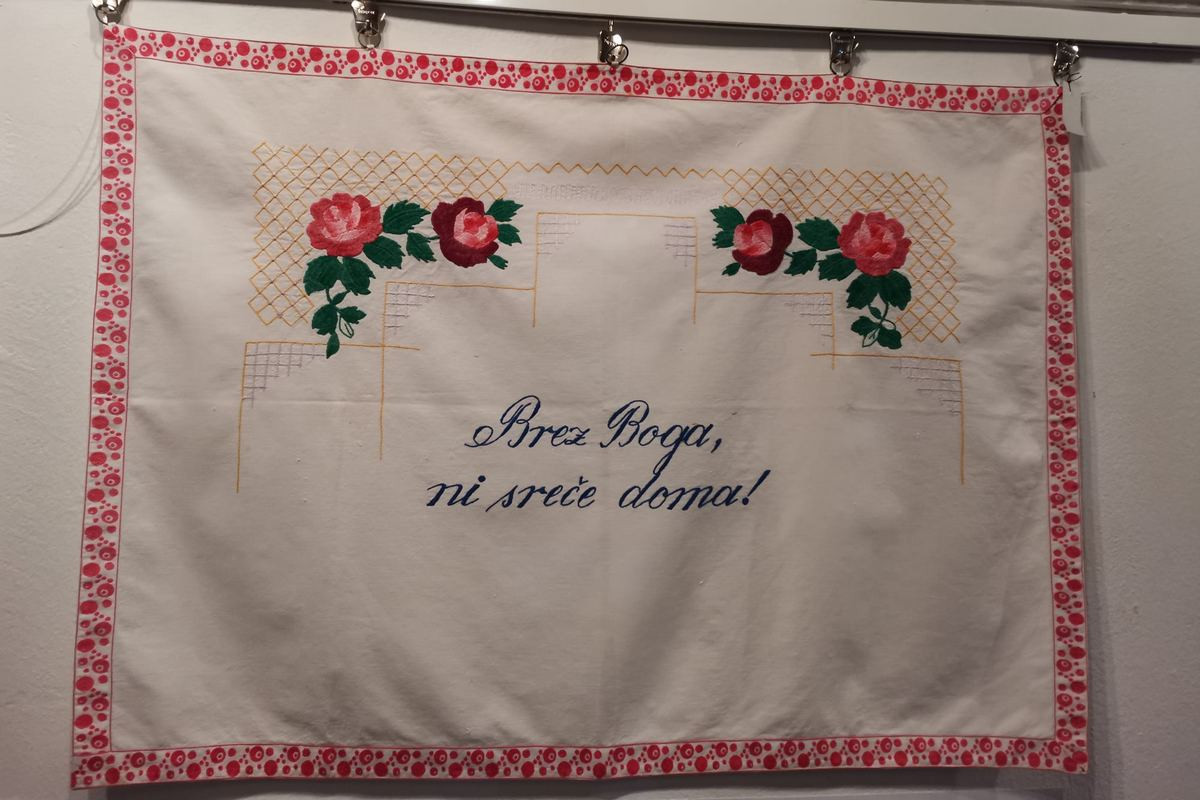 Brez Boga,
ni sreče doma!